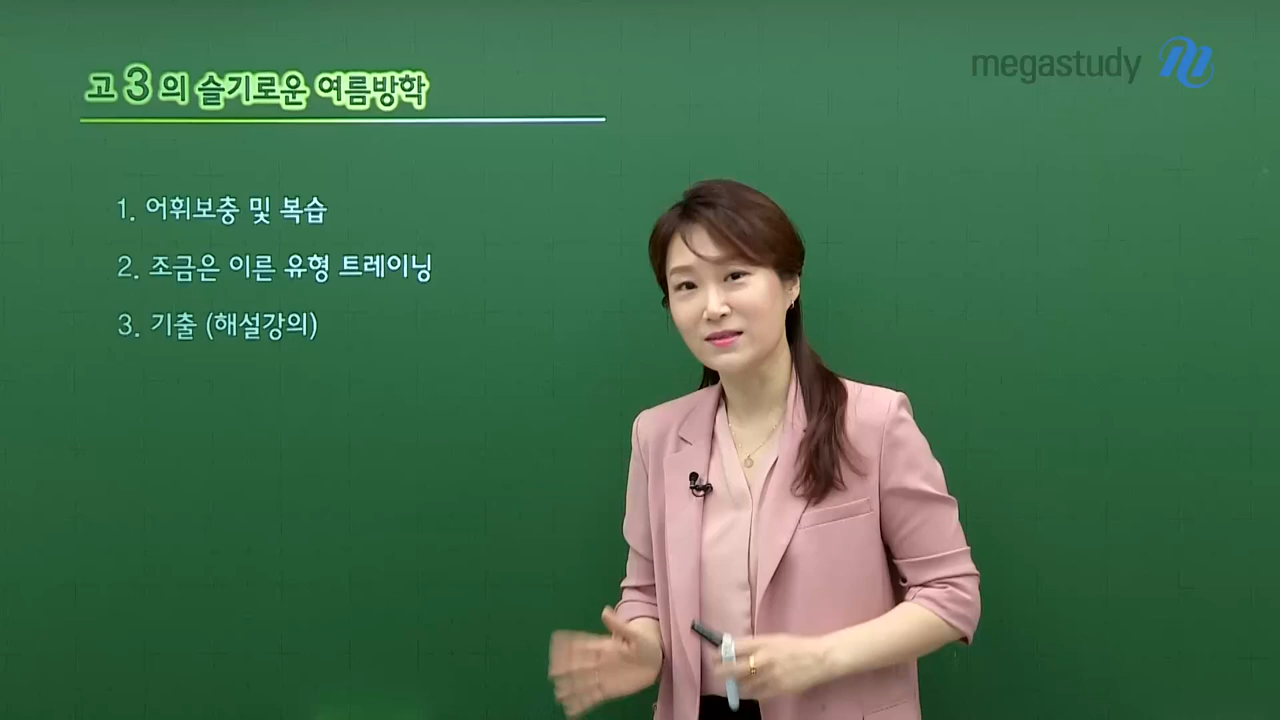 megastudy
고 3 의 슬기로운 여름방학
1. 어휘보충 및 복습
2. 조금은 이른 유형 트레이닝
3. 기출 (해설강의)